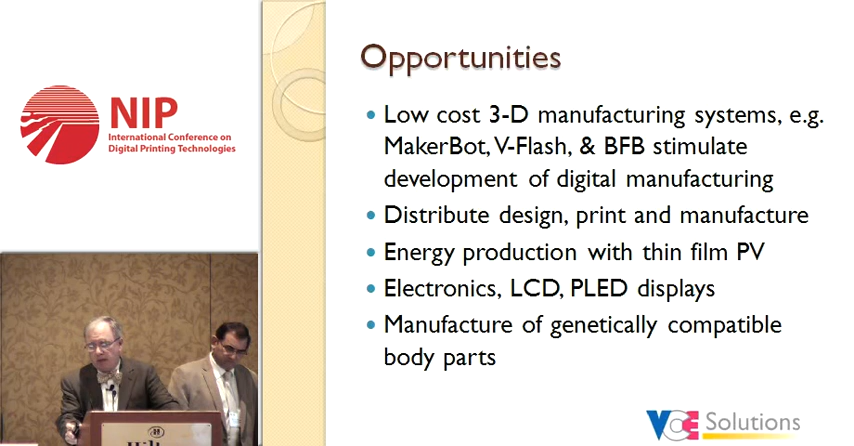 NIP
International Conference on
Digital Printing Technologies
Opportunities
Low cost 3-D manufacturing systems, e.g.
MakerBot, V-Flash, & BFB stimulate
development of digital manufacturing
Distribute design, print and manufacture
Energy production with thin film PV
Electronics, LCD, PLED displays
Manufacture of genetically compatible
body parts
VCE Solutions